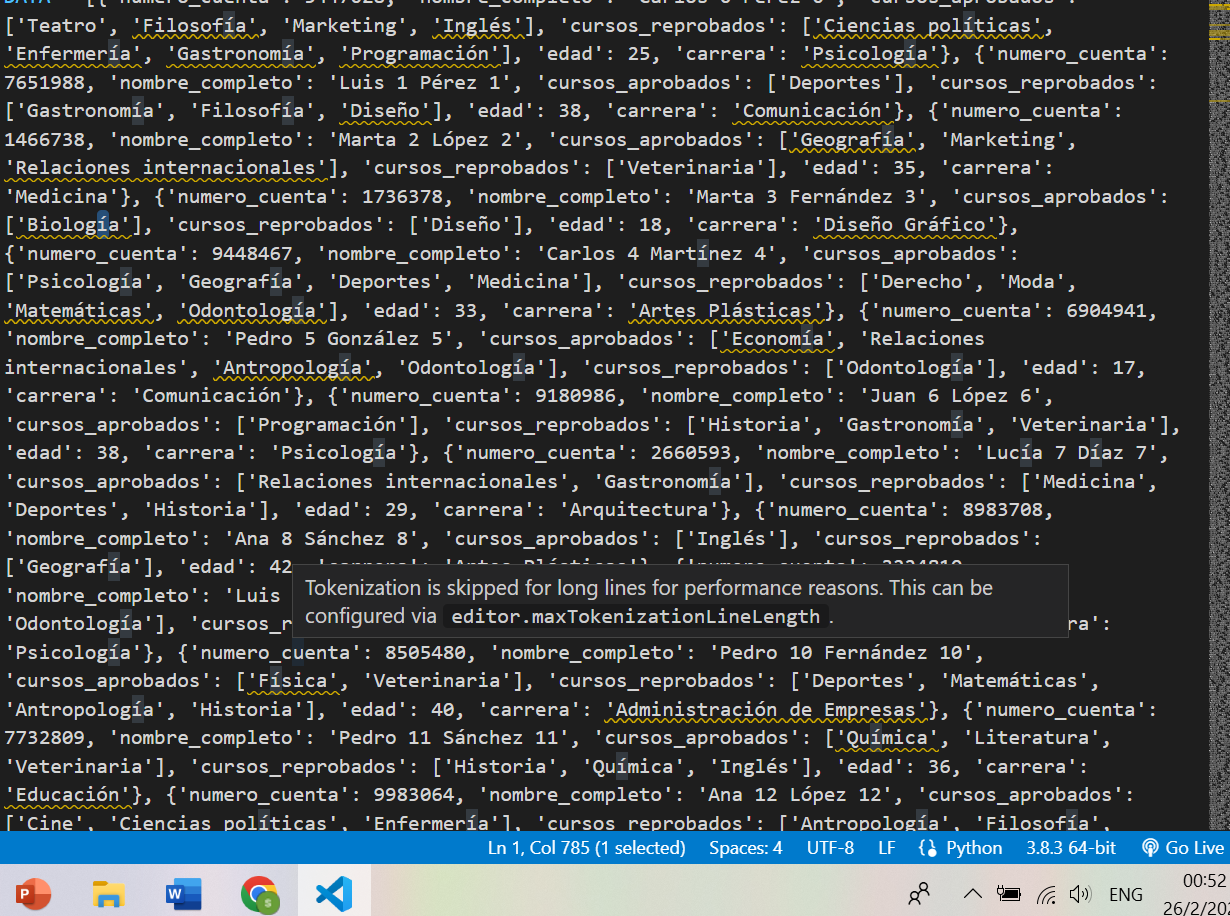 ['Teatro', 'Filosofía', 'Marketing', 'Inglés'], 'cursos_reprobados': ['Ciencias políticas',
'Enfermería', 'Gastronomía', 'Programación'], 'edad': 25, 'carrera': 'Psicología'}, {'numero_cuenta':
7651988, 'nombre_completo': 'Luis 1 Pérez 1', 'cursos_aprobados': ['Deportes'], 'cursos_reprobados':
['Gastronomía', 'Filosofía', 'Diseño'], 'edad': 38, 'carrera': 'Comunicación'}, {'numero_cuenta':
1466738, 'nombre_completo': 'Marta 2 López 2', 'cursos_aprobados': ['Geografía', 'Marketing',
'Relaciones internacionales'], 'cursos_reprobados': ['Veterinaria'], 'edad': 35, 'carrera':
'Medicina'}, {'numero_cuenta': 1736378, 'nombre_completo': 'Marta 3 Fernández 3', 'cursos_aprobados':
['Biología'], 'cursos_reprobados': ['Diseño'], 'edad': 18, 'carrera': 'Diseño Gráfico'},
{'numero_cuenta': 9448467, 'nombre_completo': 'Carlos 4 Martínez 4', 'cursos_aprobados':
['Psicología', 'Geografía', 'Deportes', 'Medicina'], 'cursos_reprobados': ['Derecho', 'Moda',
'Matemáticas', 'Odontología'], 'edad': 33, 'carrera': 'Artes Plásticas'}, {'numero_cuenta': 6904941,
'nombre_completo': 'Pedro 5 González 5', 'cursos_aprobados': ['Economía', 'Relaciones
internacionales', 'Antropología', 'Odontología'], 'cursos_reprobados': ['Odontología'], 'edad': 17,
'carrera': 'Comunicación'}, {'numero_cuenta': 9180986, 'nombre_completo': 'Juan 6 López 6',
'cursos_aprobados': ['Programación'], 'cursos_reprobados': ['Historia', 'Gastronomía', 'Veterinaria'],
'edad': 38, 'carrera': 'Psicología'}, {'numero_cuenta': 2660593, 'nombre_completo': 'Lucía 7 Díaz 7',
'cursos_aprobados': ['Relaciones internacionales', 'Gastronomía'], 'cursos_reprobados': ['Medicina',
'Deportes', 'Historia'], 'edad': 29, 'carrera': 'Arquitectura'}, {'numero_cuenta': 8983708,
'nombre_completo': 'Ana 8 Sánchez 8', 'cursos_aprobados': ['Inglés'], 'cursos_reprobados':
['Geografía'], 'edad': 42
'nombre_completo': 'Luis
Tokenization is skipped for long lines for performance reasons. This can be
configured via editor.maxTokenizationLineLength .
'Odontología'], 'cursos_r ra':
'Psicología'}, {'numero_cuenta': 8505480, 'nombre_completo': 'Pedro 10 Fernández 10',
'cursos_aprobados': ['Física', 'Veterinaria'], 'cursos_reprobados': ['Deportes', 'Matemáticas',
'Antropología', 'Historia'], 'edad': 40, 'carrera': 'Administración de Empresas'}, {'numero_cuenta':
7732809, 'nombre_completo': 'Pedro 11 Sánchez 11', 'cursos_aprobados': ['Química', 'Literatura',
'Veterinaria'], 'cursos_reprobados': ['Historia', 'Química', 'Inglés'], 'edad': 36, 'carrera':
'Educación'}, {'numero_cuenta': 9983064, 'nombre_completo': 'Ana 12 López 12', 'cursos_aprobados':
['Cine', 'Ciencias políticas', 'Enfermería'], 'cursos_reprobados': ['Antropología', 'Filosofía',
Ln 1, Col 785 (1 selected) Spaces: 4 UTF-8 LF Python 3.8.3 64-bit Go Live
ENG
00:52
26/2/202